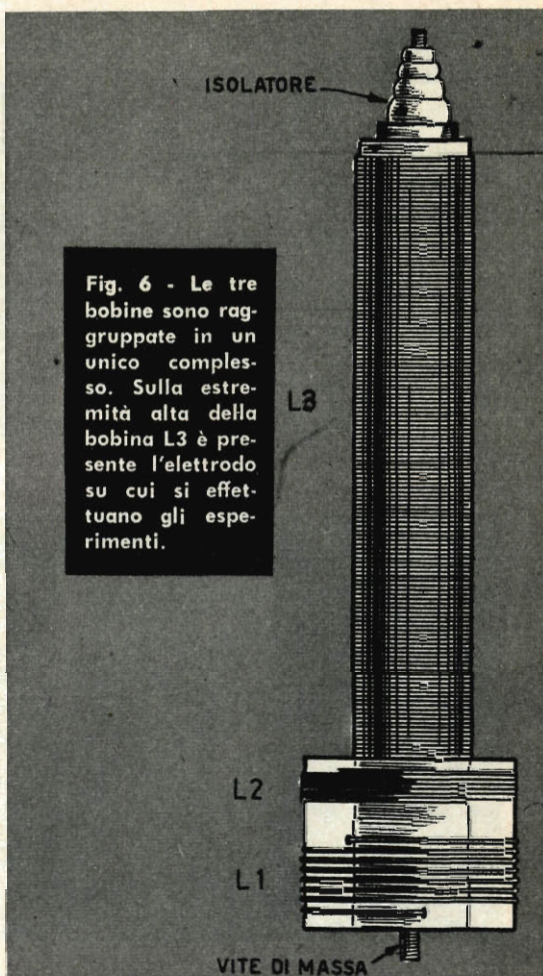 ISOLATORE
Fig. 6 - Le tre
bobine sono rag-
gruppate in un
unico comples-
so. Sulla estre-
mità alta della
bobina L3 è pre-
sente l'elettrodo
su cui si effet-
tuano gli espe-
rimenti.
L3
L2
L1
VITE DI MASSA